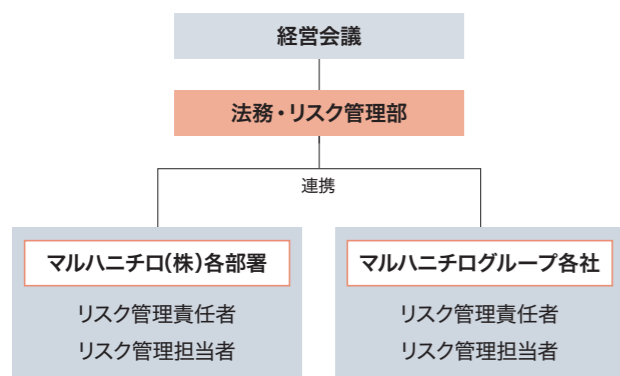 経営会議
法務・リスク管理部
連携
マルハニチロ(株)各部署
リスク管理責任者
リスク管理担当者
マルハニチログループ各社
リスク管理責任者
リスク管理担当者